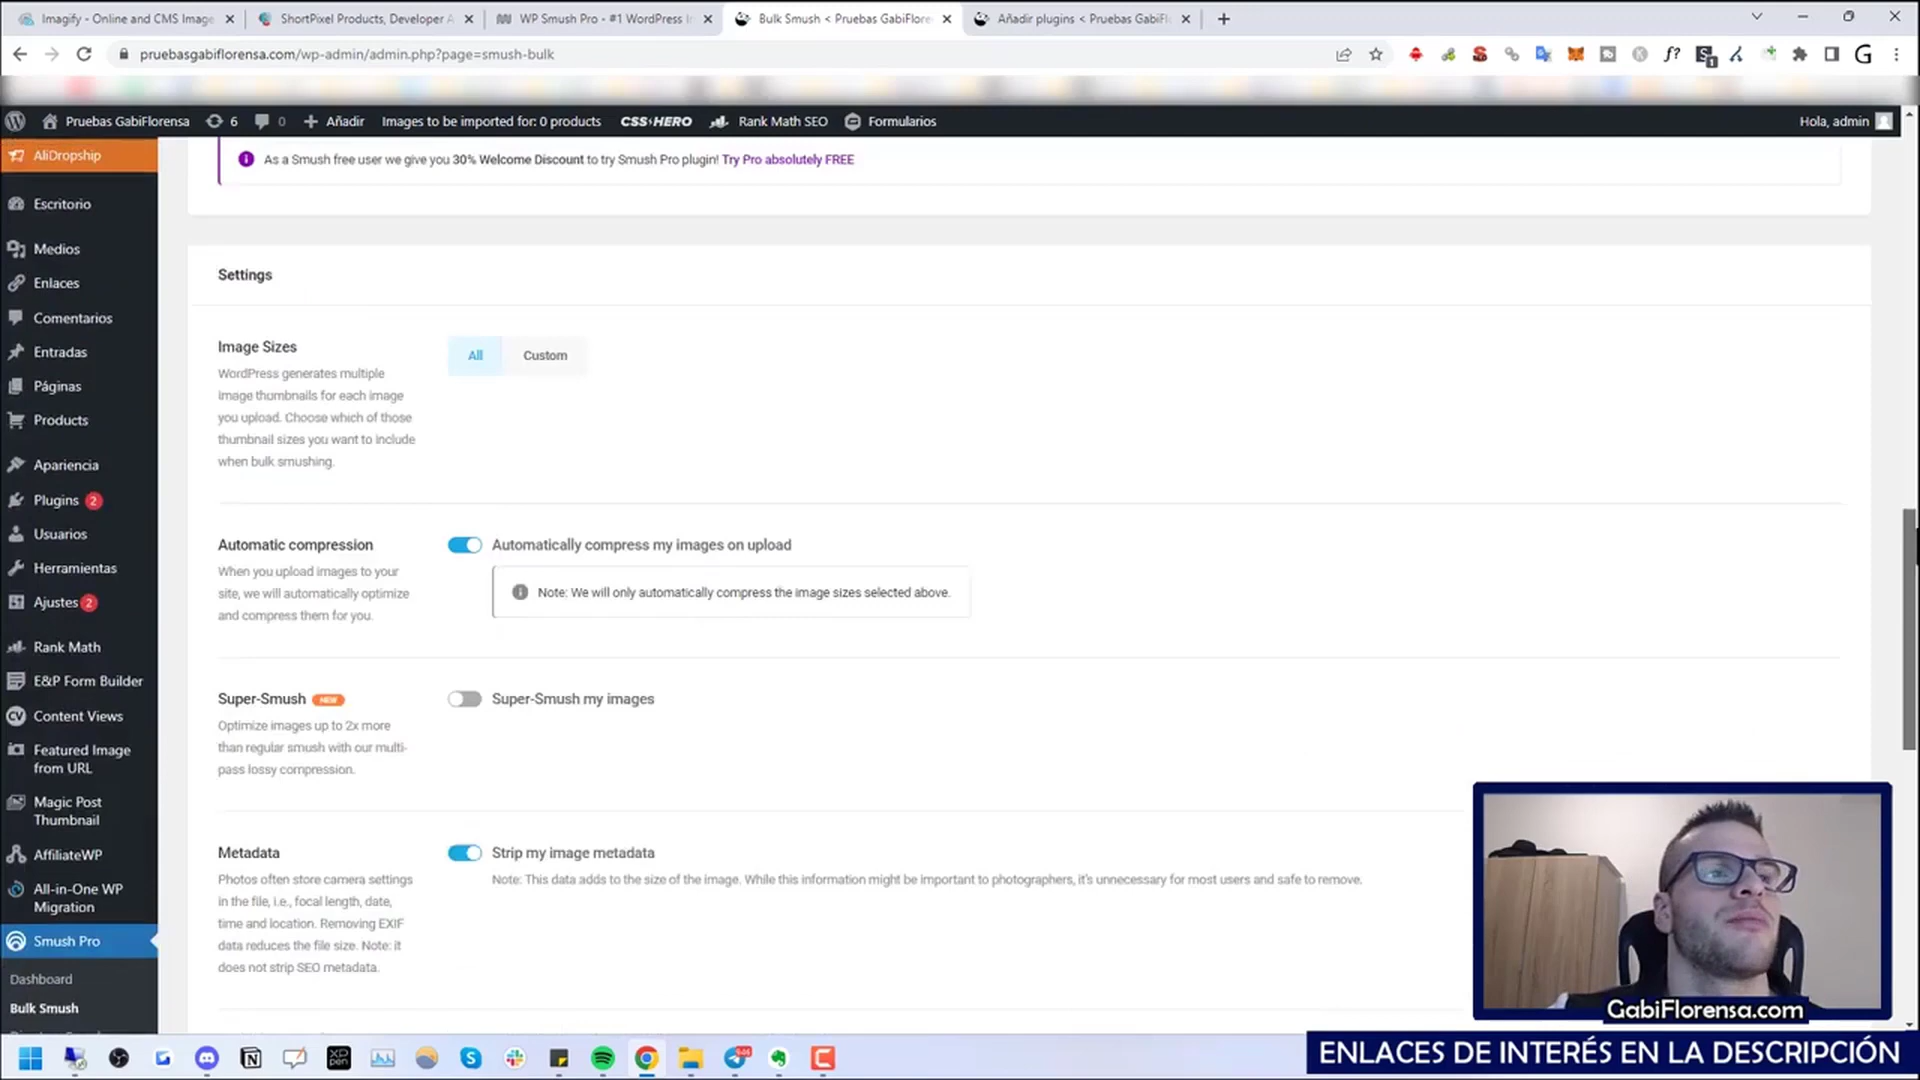 Imagify - Online and CMS Image
ShortPixel Products, Developer A
WP Smush Pro - #1 WordPress I
Bulk Smush < Pruebas GabiFlore
Añadir plugins < Pruebas GabiFl
pruebasgabiflorensa.com/wp-admin/admin.php?page=smush-bulk
Pruebas GabiFlorensa
6
0
Añadir
Images to be imported for: 0 products
CSS HERO
Rank Math SEO
Formularios
Hola, admin
AliDropship
Escritorio
Medios
Enlaces
Comentarios
Entradas
Páginas
Products
Apariencia
Plugins 2
Usuarios
Herramientas
Ajustes 2
Rank Math
E&P Form Builder
Content Views
Featured Image
from URL
Magic Post
Thumbnail
AffiliateWP
All-in-One WP
Migration
Smush Pro
Dashboard
Bulk Smush
As a Smush free user we give you 30% Welcome Discount to try Smush Pro plugin! Try Pro absolutely FREE
Settings
Image Sizes
WordPress generates multiple
image thumbnails for each image
you upload. Choose which of those
thumbnail sizes you want to include
when bulk smushing.
All
Custom
Automatic compression
When you upload images to your
site, we will automatically optimize
and compress them for you.
Automatically compress my images on upload
Note: We will only automatically compress the image sizes selected above.
Super-Smush NEW
Optimize images up to 2x more
than regular smush with our multi-
pass lossy compression.
Super-Smush my images
Metadata
Photos often store camera settings
in the file, i.e., focal length, date,
time and location. Removing EXIF
data reduces the file size. Note: it
does not strip SEO metadata.
Strip my image metadata
Note: This data adds to the size of the image. While this information might be important to photographers, it's unnecessary for most users and safe to remove.
GabiFlorensa.com
ENLACES DE INTERÉS EN LA DESCRIPCIÓN